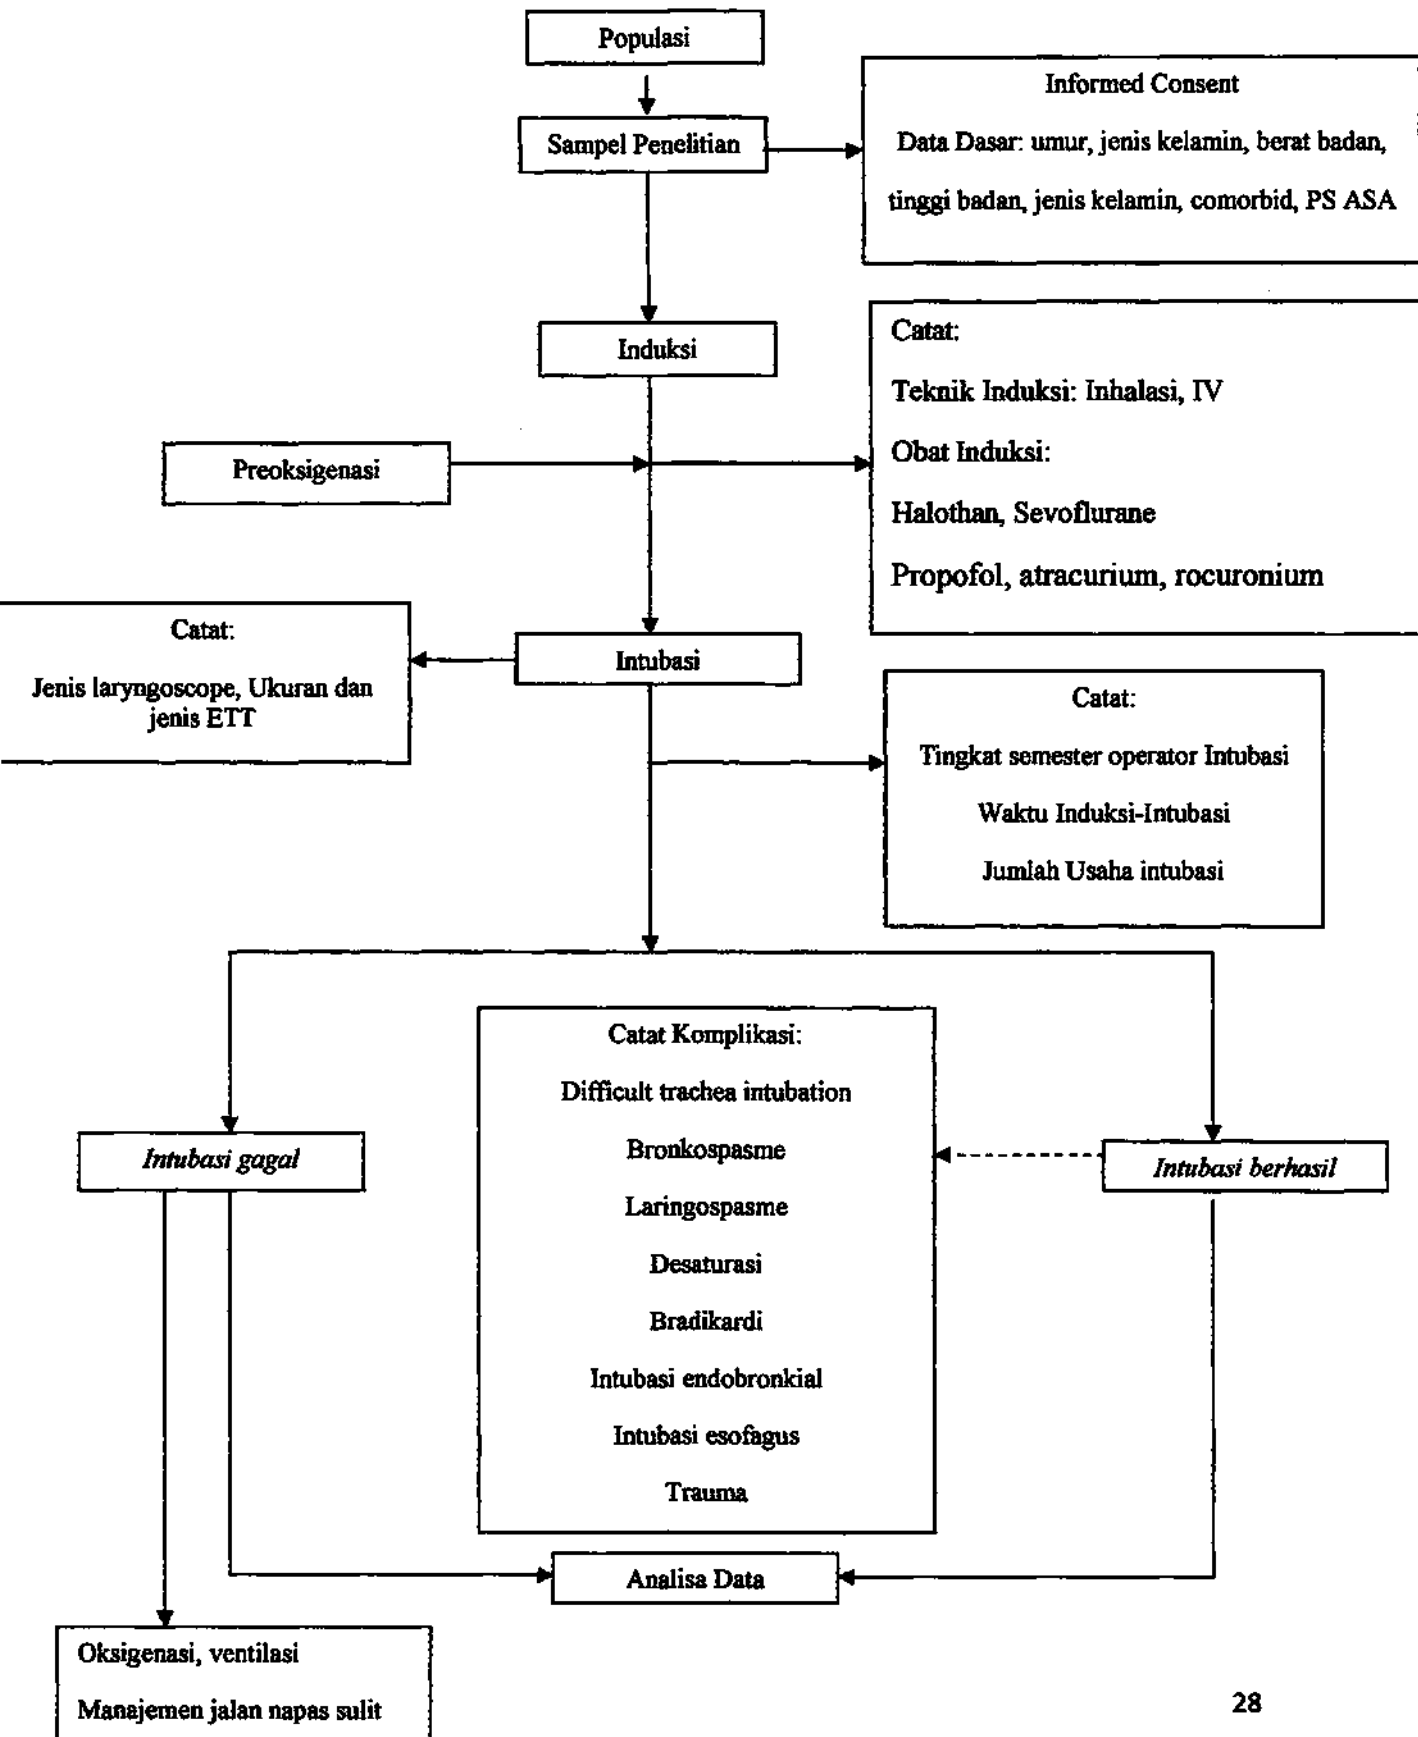 Populasi
Informed Consent
Data Dasar: umur, jenis kelamin, berat badan,
tinggi badan, jenis kelamin, comorbid, PS ASA
Sampel Penelitian
Induksi
Catat:
Teknik Induksi: Inhalasi, IV
Obat Induksi:
Halothan, Sevoflurane
Propofol, atracurium, rocuronium
Preoksigenasi
Catat:
Jenis laryngoscope, Ukuran dan
jenis ETT
Intubasi
Catat:
Tingkat semester operator Intubasi
Waktu Induksi-Intubasi
Jumlah Usaha intubasi
Catat Komplikasi:
Difficult trachea intubation
Bronkospasme
Laringospasme
Desaturasi
Bradikardi
Intubasi endobronkial
Intubasi esofagus
Trauma
Intubasi gagal
Intubasi berhasil
Analisa Data
Oksigenasi, ventilasi
Manajemen jalan napas sulit
28